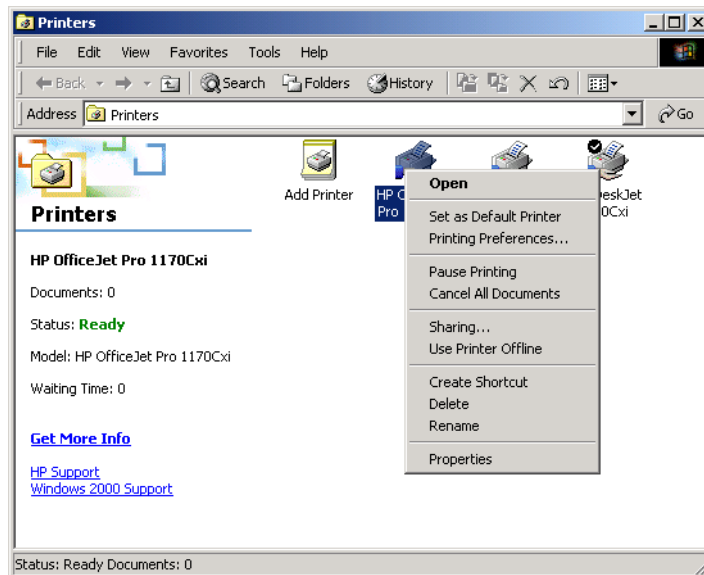 Printers
File Edit View Favorites Tools Help
Back Search Folders History
Address Printers Go
Printers
HP OfficeJet Pro 1170Cxi
Documents: 0
Status: Ready
Model: HP OfficeJet Pro 1170Cxi
Waiting Time: 0
Get More Info
HP Support
Windows 2000 Support
Add Printer
HP
Pro
Open
Set as Default Printer
Printing Preferences...
Pause Printing
Cancel All Documents
Sharing...
Use Printer Offline
Create Shortcut
Delete
Rename
Properties
Status: Ready Documents: 0